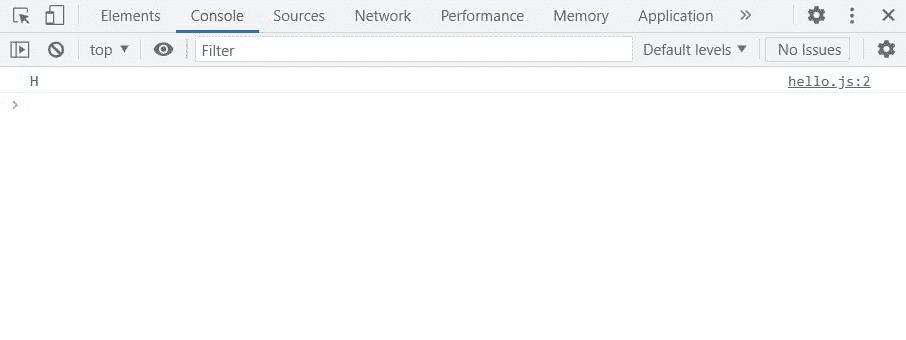 Elements Console Sources Network Performance Memory Application
top Filter Default levels No Issues
H hello.js:2